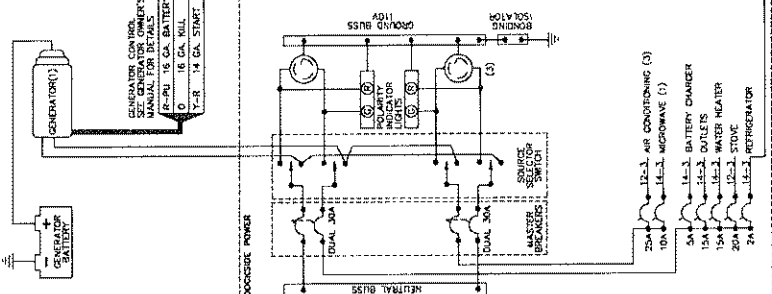 GENERATOR CONTROL
SEE GENERATOR OWNER'S
MANUAL FOR DETAILS
R-PU 16 GA. BATTERY
O 16 GA. KILL
Y-R 14 GA. START
GENERATOR(1)
+
−
GENERATOR
BATTERY
DOCKSIDE POWER
GROUND BUSS
110V
BONDING
ISOLATOR
(3)
R
R
G
G
POLARITY
INDICATOR
LIGHTS
SOURCE
SELECTOR
SWITCH
DUAL 30A
DUAL 30A
MASTER
BREAKERS
NEUTRAL BUSS
25A 12-3 AIR CONDITIONING (3)
10A 14-3 MICROWAVE (1)
5A 14-3 BATTERY CHARGER
15A 14-3 OUTLETS
15A 14-3 WATER HEATER
20A 12-3 STOVE
2A 14-3 REFRIGERATOR